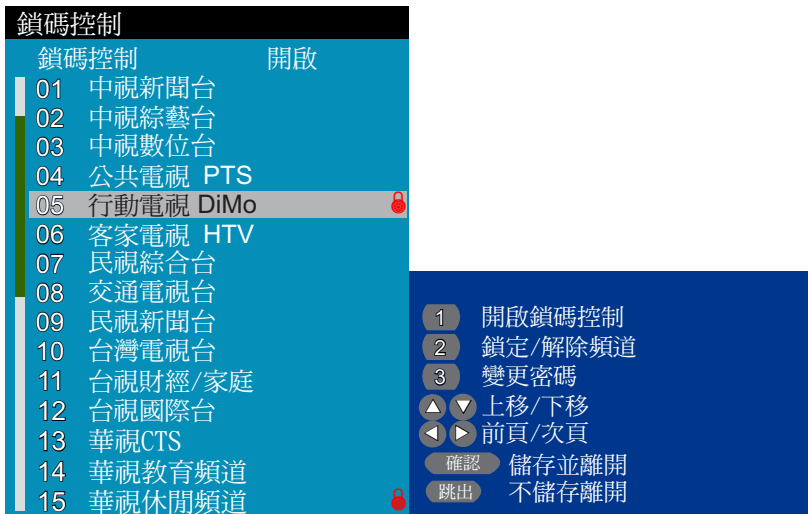 鎖碼控制
鎖碼控制 開啟
01 中視新聞台
02 中視綜藝台
03 中視數位台
04 公共電視 PTS
05 行動電視 DiMo
06 客家電視 HTV
07 民視綜合台
08 交通電視台
09 民視新聞台
10 台灣電視台
11 台視財經/家庭
12 台視國際台
13 華視CTS
14 華視教育頻道
15 華視休閒頻道
1 開啟鎖碼控制
2 鎖定/解除頻道
3 變更密碼
上移/下移
前頁/次頁
確認 儲存並離開
跳出 不儲存離開